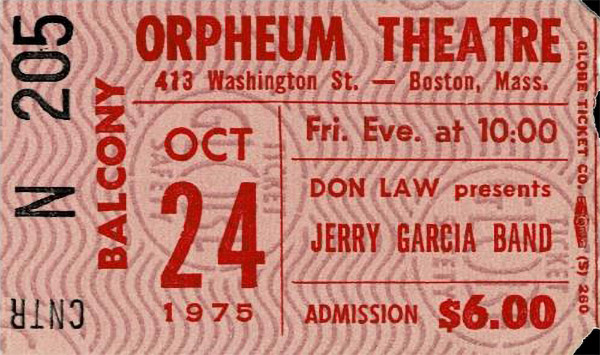 ORPHEUM THEATRE
413 Washington St. — Boston, Mass.
N 205
CNTR
BALCONY
OCT
24
1975
Fri. Eve. at 10:00
DON LAW presents
JERRY GARCIA BAND
ADMISSION $6.00
GLOBE TICKET CO.
(S) 260